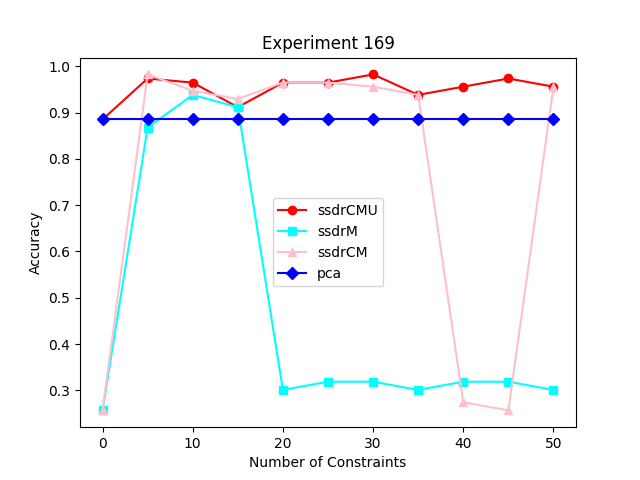 Experiment 169
Accuracy
1.0
0.9
0.8
0.7
0.6
0.5
0.4
0.3
ssdrCMU
ssdrM
ssdrCM
pca
0 10 20 30 40 50
Number of Constraints